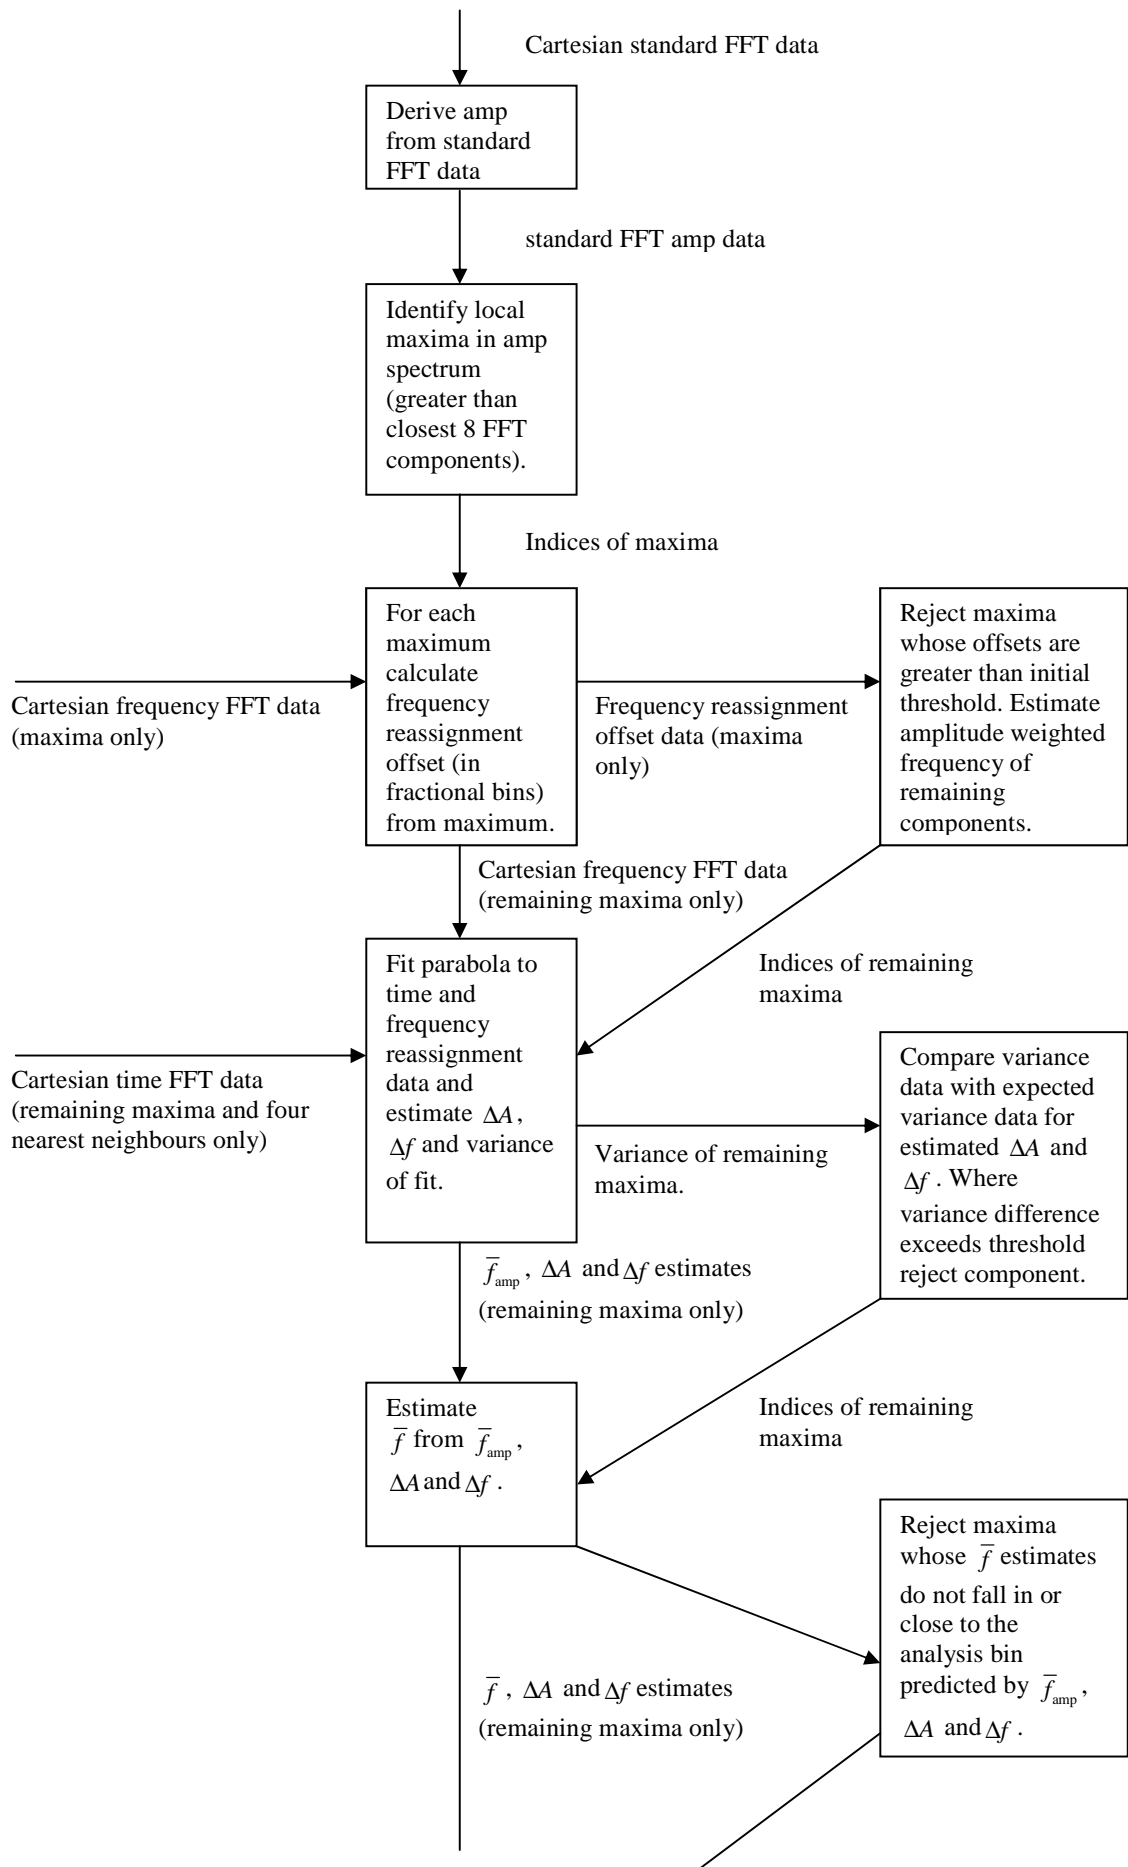 Cartesian standard FFT data
Derive amp
from standard
FFT data
standard FFT amp data
Identify local
maxima in amp
spectrum
(greater than
closest 8 FFT
components).
Indices of maxima
Cartesian frequency FFT data
(maxima only)
For each
maximum
calculate
frequency
reassignment
offset (in
fractional bins)
from maximum.
Frequency reassignment
offset data (maxima
only)
Reject maxima
whose offsets are
greater than initial
threshold. Estimate
amplitude weighted
frequency of
remaining
components.
Cartesian frequency FFT data
(remaining maxima only)
Indices of remaining
maxima
Cartesian time FFT data
(remaining maxima and four
nearest neighbours only)
Fit parabola to
time and
frequency
reassignment
data and
estimate ΔA,
Δf and variance
of fit.
Variance of remaining
maxima.
Compare variance
data with expected
variance data for
estimated ΔA and
Δf. Where
variance difference
exceeds threshold
reject component.
f̅_amp, ΔA and Δf estimates
(remaining maxima only)
Indices of remaining
maxima
Estimate
f̅ from f̅_amp,
ΔA and Δf.
Reject maxima
whose f̅ estimates
do not fall in or
close to the
analysis bin
predicted by f̅_amp,
ΔA and Δf.
f̅, ΔA and Δf estimates
(remaining maxima only)